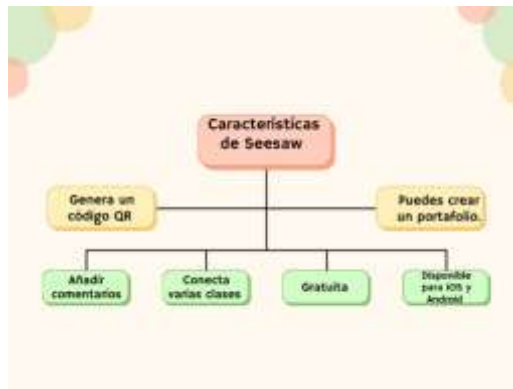 Características
de Seesaw
Genera un
código QR
Puedes crear
un portafolio.
Añadir
comentarios
Conecta
varias clases
Gratuita
Disponible
para iOS y
Android